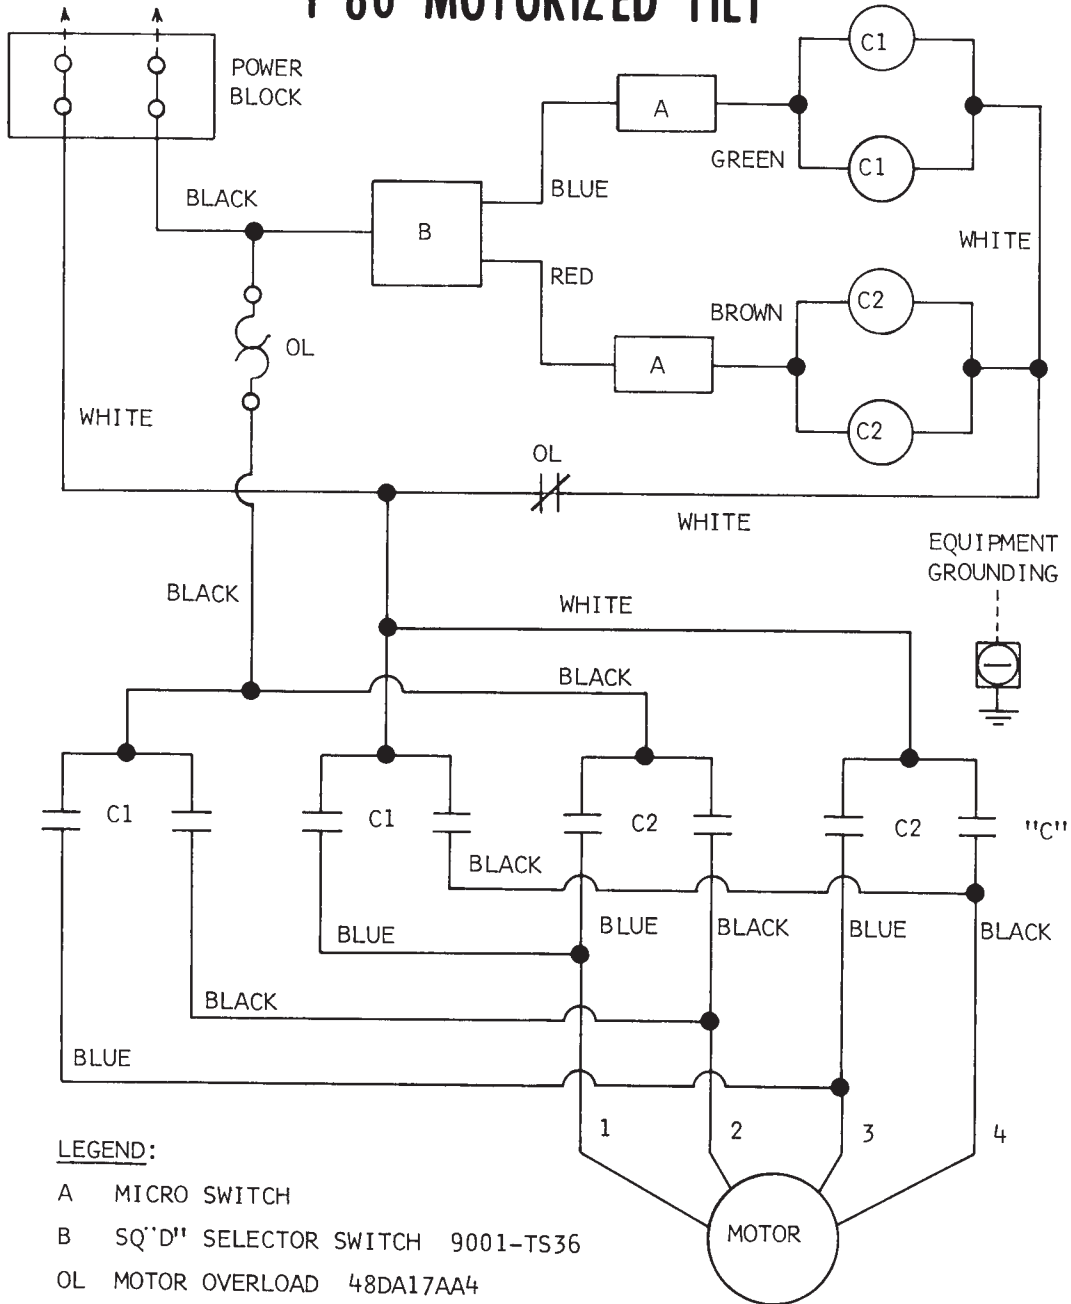 MOTORIZED TILT
POWER
BLOCK
C1
A
GREEN
C1
BLUE
BLACK
B
WHITE
RED
C2
BROWN
OL
A
WHITE
C2
OL
WHITE
EQUIPMENT
GROUNDING
BLACK
WHITE
BLACK
C1
C1
C2
C2
"C"
BLACK
BLUE
BLACK
BLUE
BLACK
BLUE
BLACK
BLUE
1
2
3
4
LEGEND:
A MICRO SWITCH
B SQ"D" SELECTOR SWITCH 9001-TS36
OL MOTOR OVERLOAD 48DA17AA4
MOTOR